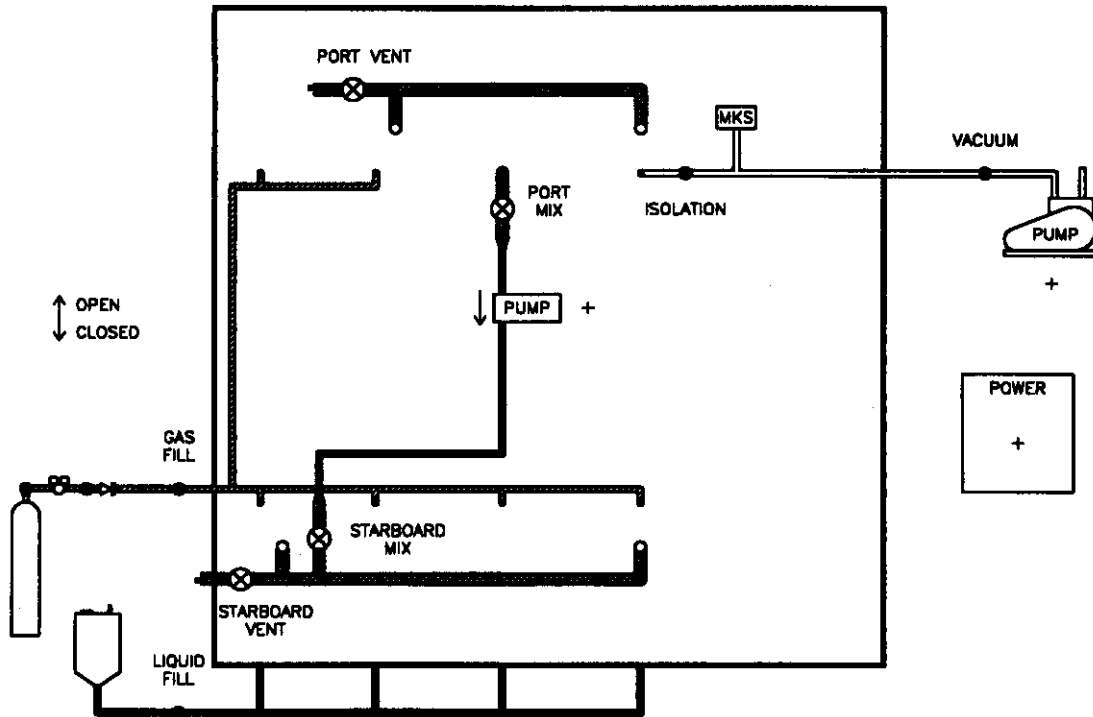 PORT VENT
MKS
VACUUM
PORT
MIX
ISOLATION
PUMP
+
OPEN
CLOSED
PUMP
+
POWER
+
GAS
FILL
STARBOARD
MIX
STARBOARD
VENT
LIQUID
FILL